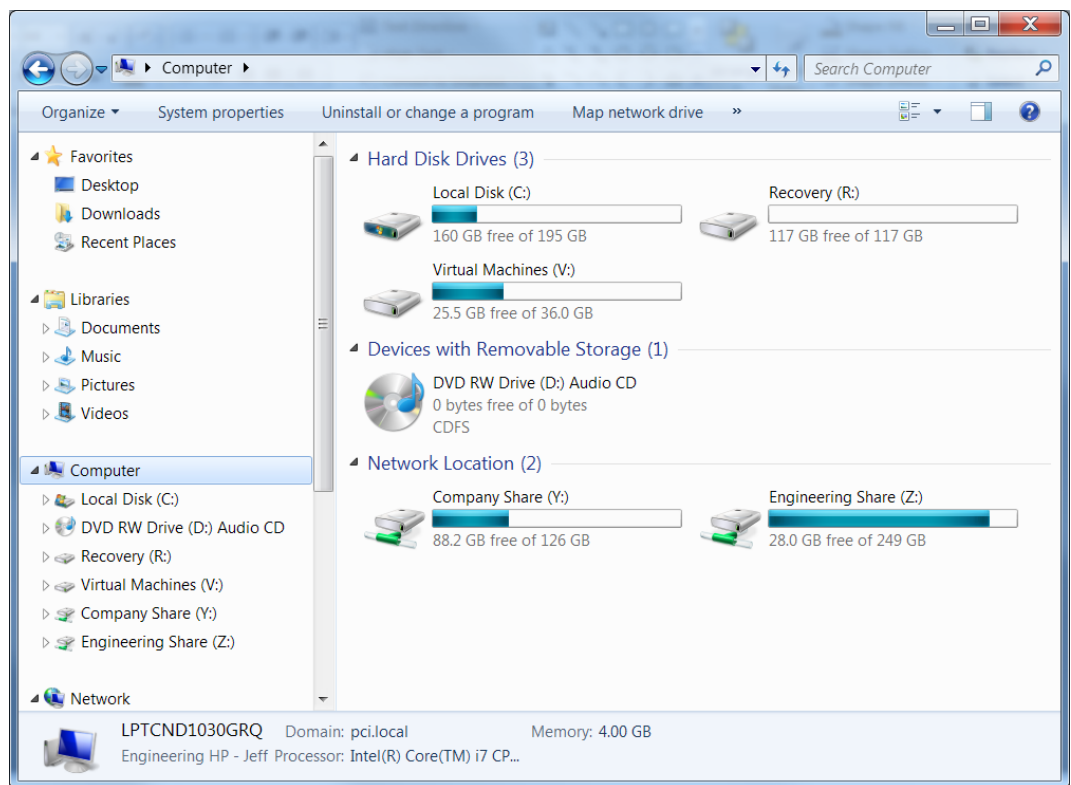 Computer
Search Computer
Organize System properties Uninstall or change a program Map network drive »
Favorites
Desktop
Downloads
Recent Places
Libraries
Documents
Music
Pictures
Videos
Computer
Local Disk (C:)
DVD RW Drive (D:) Audio CD
Recovery (R:)
Virtual Machines (V:)
Company Share (Y:)
Engineering Share (Z:)
Network
Hard Disk Drives (3)
Local Disk (C:)
160 GB free of 195 GB
Recovery (R:)
117 GB free of 117 GB
Virtual Machines (V:)
25.5 GB free of 36.0 GB
Devices with Removable Storage (1)
DVD RW Drive (D:) Audio CD
0 bytes free of 0 bytes
CDFS
Network Location (2)
Company Share (Y:)
88.2 GB free of 126 GB
Engineering Share (Z:)
28.0 GB free of 249 GB
LPTCND1030GRQ Domain: pci.local Memory: 4.00 GB
Engineering HP - Jeff Processor: Intel(R) Core(TM) i7 CP...